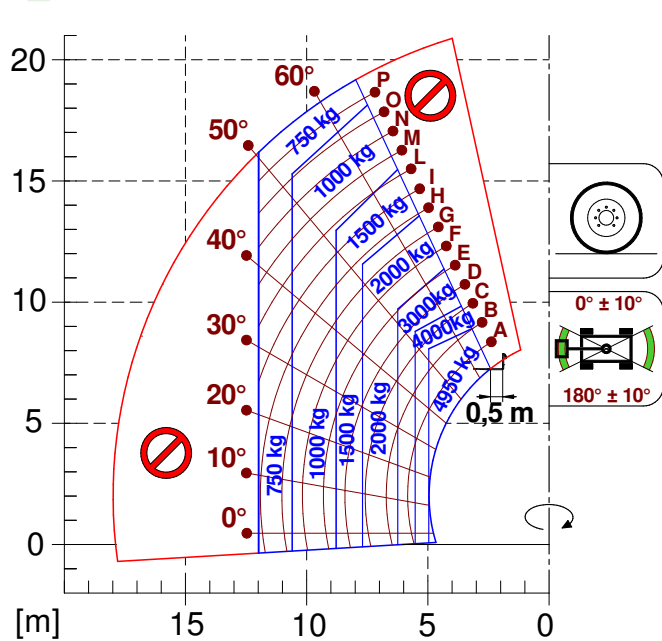 20
15
10
5
0
[m]
15
10
5
0
60°
50°
40°
30°
20°
10°
0°
P
O
N
M
L
I
H
G
F
E
D
C
B
A
750 kg
1000 kg
1500 kg
2000 kg
3000kg
4000kg
4950 kg
750 kg
1000 kg
1500 kg
2000 kg
0,5 m
0° ± 10°
180° ± 10°